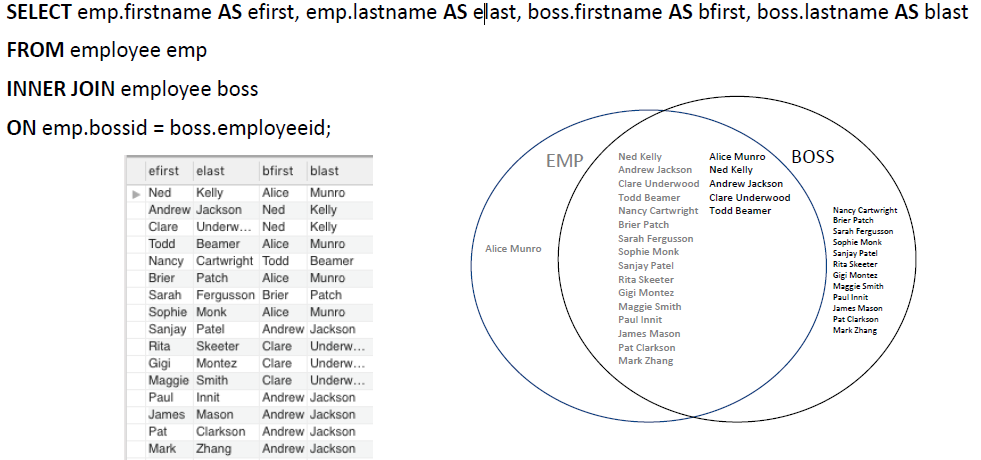 SELECT emp.firstname AS efirst, emp.lastname AS elast, boss.firstname AS bfirst, boss.lastname AS blast
FROM employee emp
INNER JOIN employee boss
ON emp.bossid = boss.employeeid;
efirst elast bfirst blast
Ned Kelly Alice Munro
Andrew Jackson Ned Kelly
Clare Underw... Ned Kelly
Todd Beamer Alice Munro
Nancy Cartwright Todd Beamer
Brier Patch Alice Munro
Sarah Fergusson Brier Patch
Sophie Monk Alice Munro
Sanjay Patel Andrew Jackson
Rita Skeeter Clare Underw...
Gigi Montez Clare Underw...
Maggie Smith Clare Underw...
Paul Innit Andrew Jackson
James Mason Andrew Jackson
Pat Clarkson Andrew Jackson
Mark Zhang Andrew Jackson
EMP
Alice Munro
Ned Kelly
Andrew Jackson
Clare Underwood
Todd Beamer
Nancy Cartwright
Brier Patch
Sarah Fergusson
Sophie Monk
Sanjay Patel
Rita Skeeter
Gigi Montez
Maggie Smith
Paul Innit
James Mason
Pat Clarkson
Mark Zhang
Alice Munro
Ned Kelly
Andrew Jackson
Clare Underwood
Todd Beamer
BOSS
Nancy Cartwright
Brier Patch
Sarah Fergusson
Sophie Monk
Sanjay Patel
Rita Skeeter
Gigi Montez
Maggie Smith
Paul Innit
James Mason
Pat Clarkson
Mark Zhang